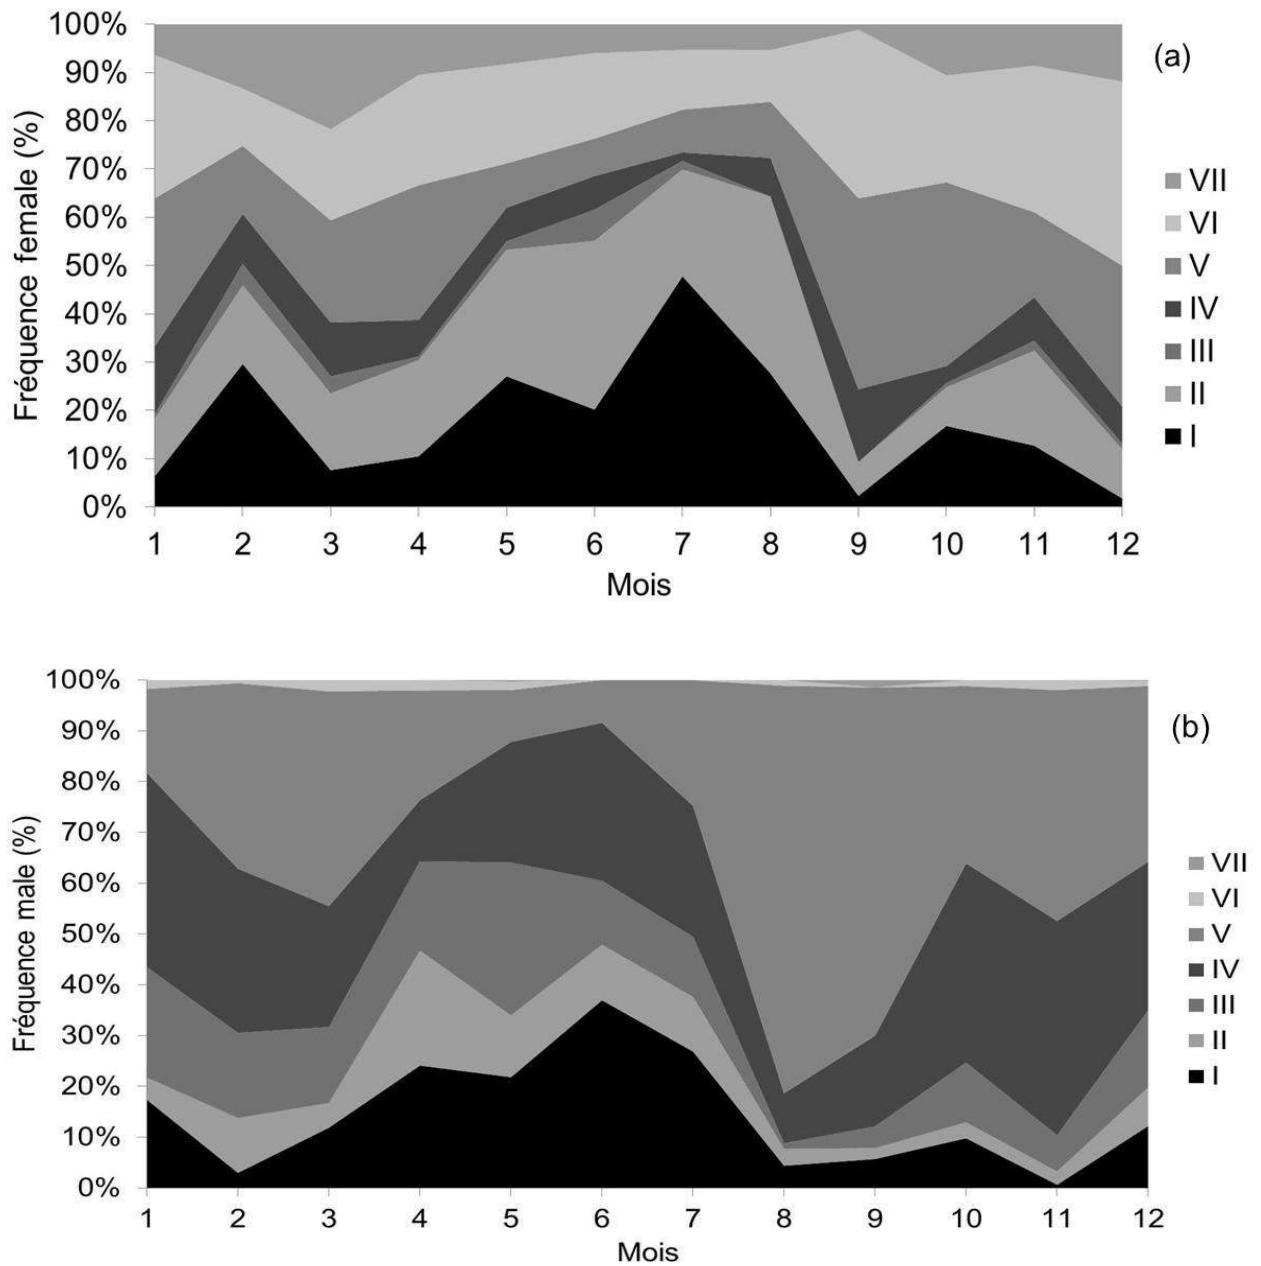 100%
90%
80%
70%
60%
50%
40%
30%
20%
10%
0%
Fréquence female (%)
1 2 3 4 5 6 7 8 9 10 11 12
Mois
(a)
VII
VI
V
IV
III
II
I
100%
90%
80%
70%
60%
50%
40%
30%
20%
10%
0%
Fréquence male (%)
1 2 3 4 5 6 7 8 9 10 11 12
Mois
(b)
VII
VI
V
IV
III
II
I